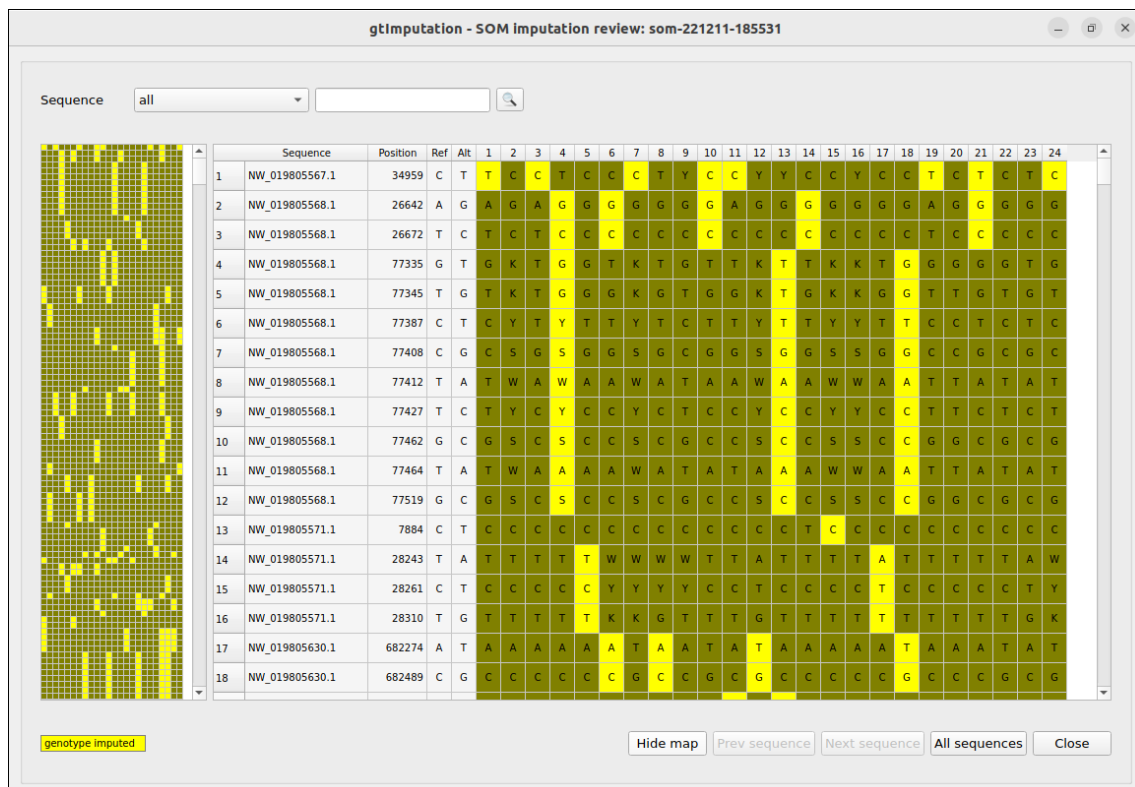 gtImputation - SOM imputation review: som-221211-185531
Sequence all
Sequence Position Ref Alt 1 2 3 4 5 6 7 8 9 10 11 12 13 14 15 16 17 18 19 20 21 22 23 24
1 NW_019805567.1 34959 C T T C C T C C C T Y C C Y Y C C Y C C T C T C T C
2 NW_019805568.1 26642 A G A G A G G G G G G G A G G G G G G G A G G G G G
3 NW_019805568.1 26672 T C T C T C C C C C C C C C C C C C C C T C C C C C
4 NW_019805568.1 77335 G T G K T G G T K T G T T K T T K K T G G G G G T G
5 NW_019805568.1 77345 T G T K T G G G K G T G G K T G K K G G T T G T G T
6 NW_019805568.1 77387 C T C Y T Y T T Y T C T T Y T T Y Y T T C C T C T C
7 NW_019805568.1 77408 C G C S G S G G S G C G G S G G S S G G C C G C G C
8 NW_019805568.1 77412 T A T W A W A A W A T A A W A A W W A A T T A T A T
9 NW_019805568.1 77427 T C T Y C Y C C Y C T C C Y C C Y Y C C T T C T C T
10 NW_019805568.1 77462 G C G S C S C C S C G C C S C C S S C C G G C G C G
11 NW_019805568.1 77464 T A T W A A A A W A T A T A A A W W A A T T A T A T
12 NW_019805568.1 77519 G C G S C S C C S C G C C S C C S S C C G G C G C G
13 NW_019805571.1 7884 C T C C C C C C C C C C C C C T C C C C C C C C C C
14 NW_019805571.1 28243 T A T T T T T W W W W T T A T T T T A T T T T T A W
15 NW_019805571.1 28261 C T C C C C C Y Y Y Y C C T C C C C T C C C C C T Y
16 NW_019805571.1 28310 T G T T T T T K K G T T T G T T T T T T T T T T G K
17 NW_019805630.1 682274 A T A A A A A A T A A T A T A A A A A T A A A T A T
18 NW_019805630.1 682489 C G C C C C C C G C C G C G C C C C C G C C C G C G
genotype imputed
Hide map Prev sequence Next sequence All sequences Close